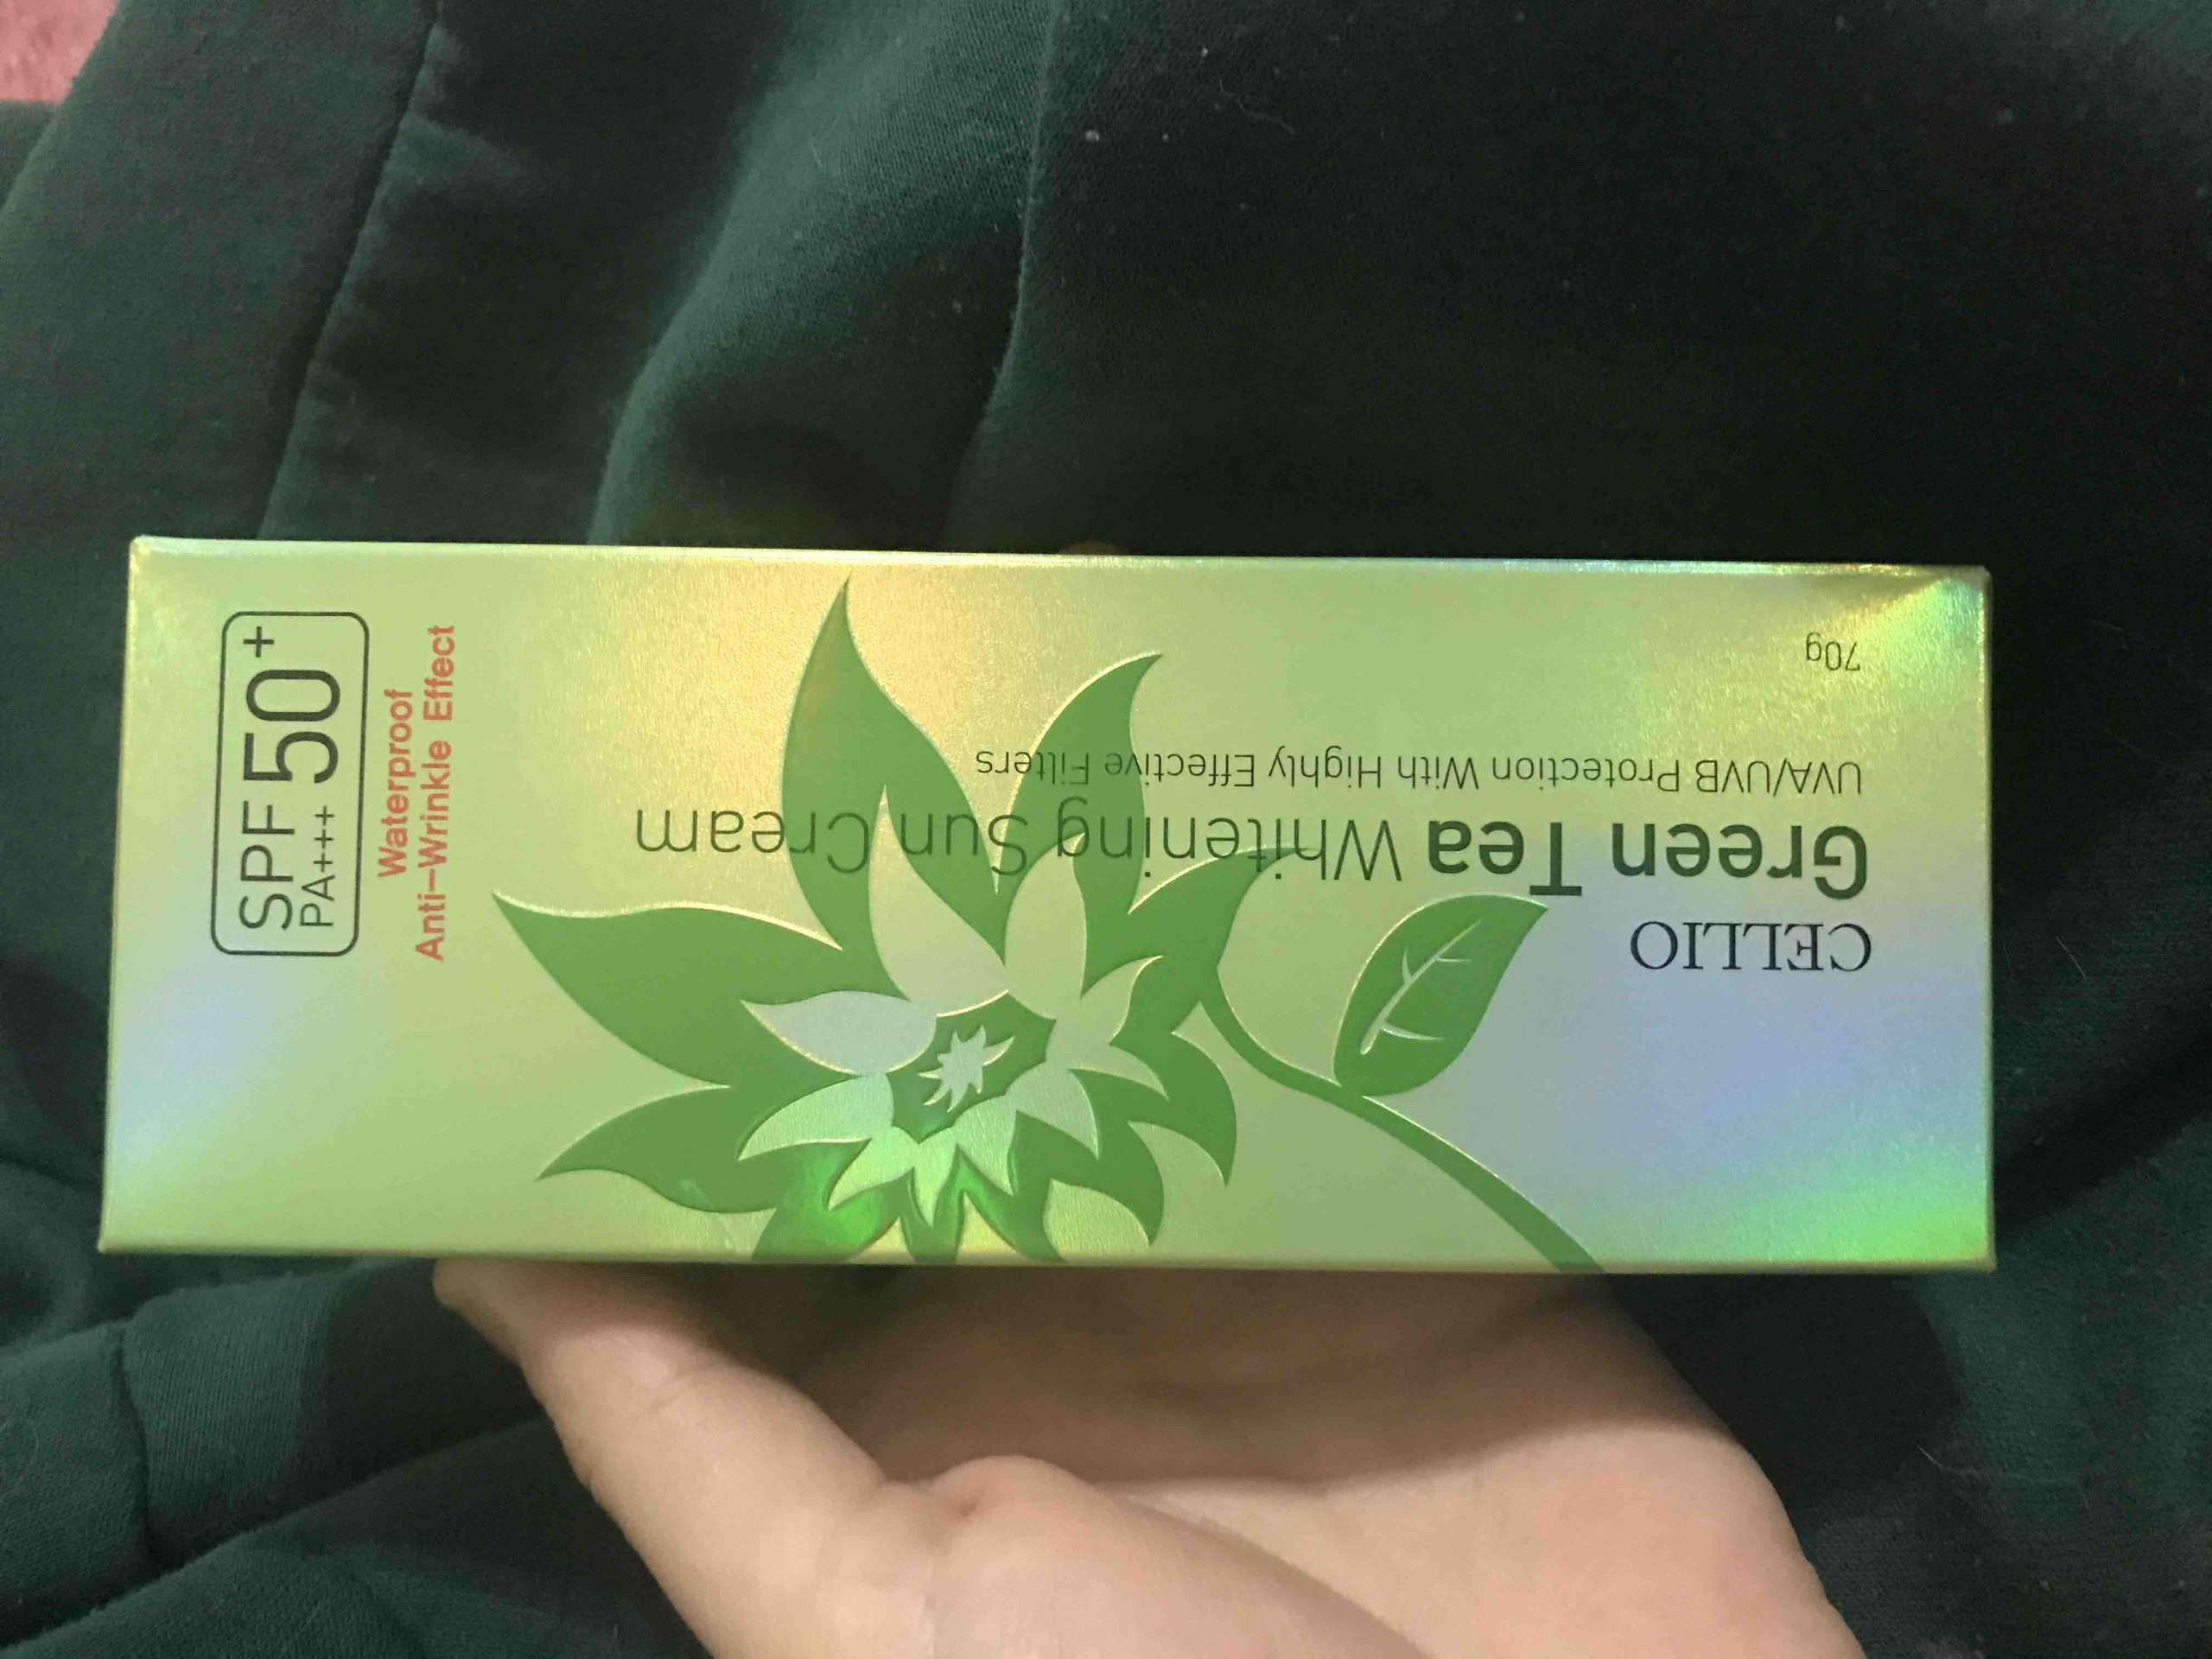 CELLIO
Green Tea Whitening Sun Cream
UVA/UVB Protection With Highly Effective Filters
70g
SPF 50+
PA+++
Waterproof
Anti-Wrinkle Effect